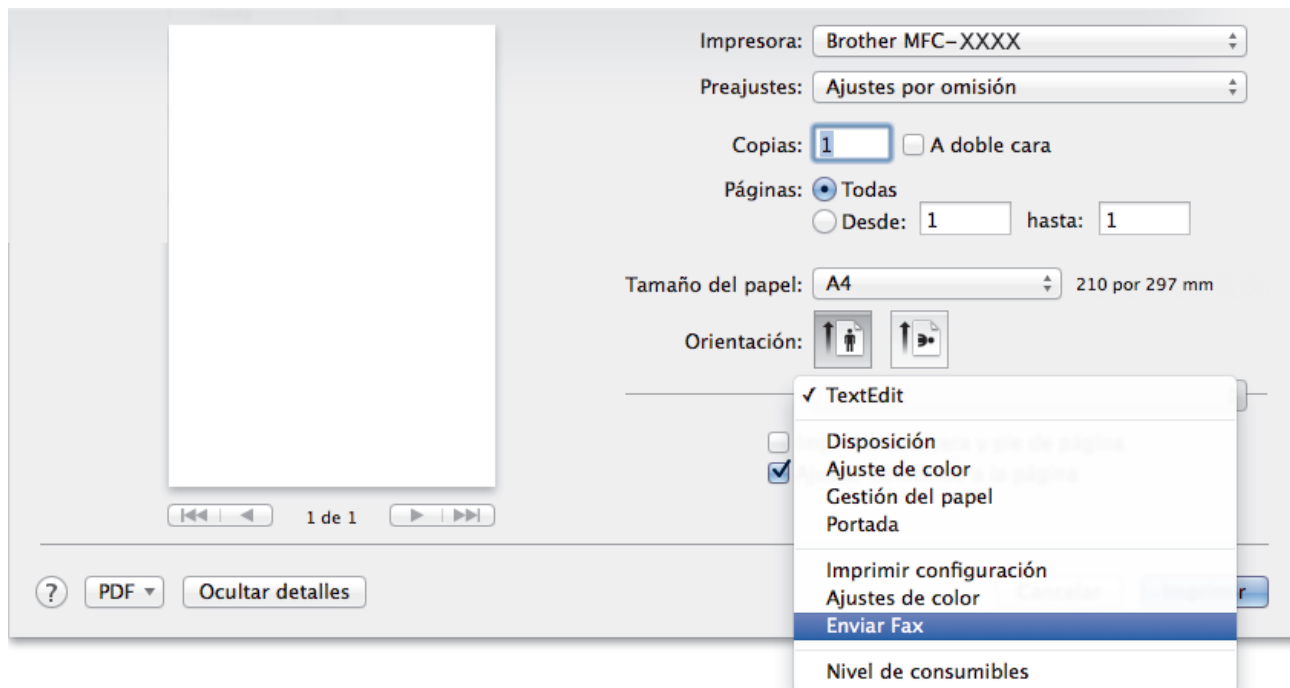 Impresora: Brother MFC-XXXX
Preajustes: Ajustes por omisión
Copias: 1 A doble cara
Páginas: Todas
Desde: 1 hasta: 1
Tamaño del papel: A4 210 por 297 mm
Orientación:
✓ TextEdit
Disposición
Ajuste de color
Gestión del papel
Portada
1 de 1
Imprimir configuración
Ajustes de color
Enviar Fax
Nivel de consumibles
? PDF Ocultar detalles